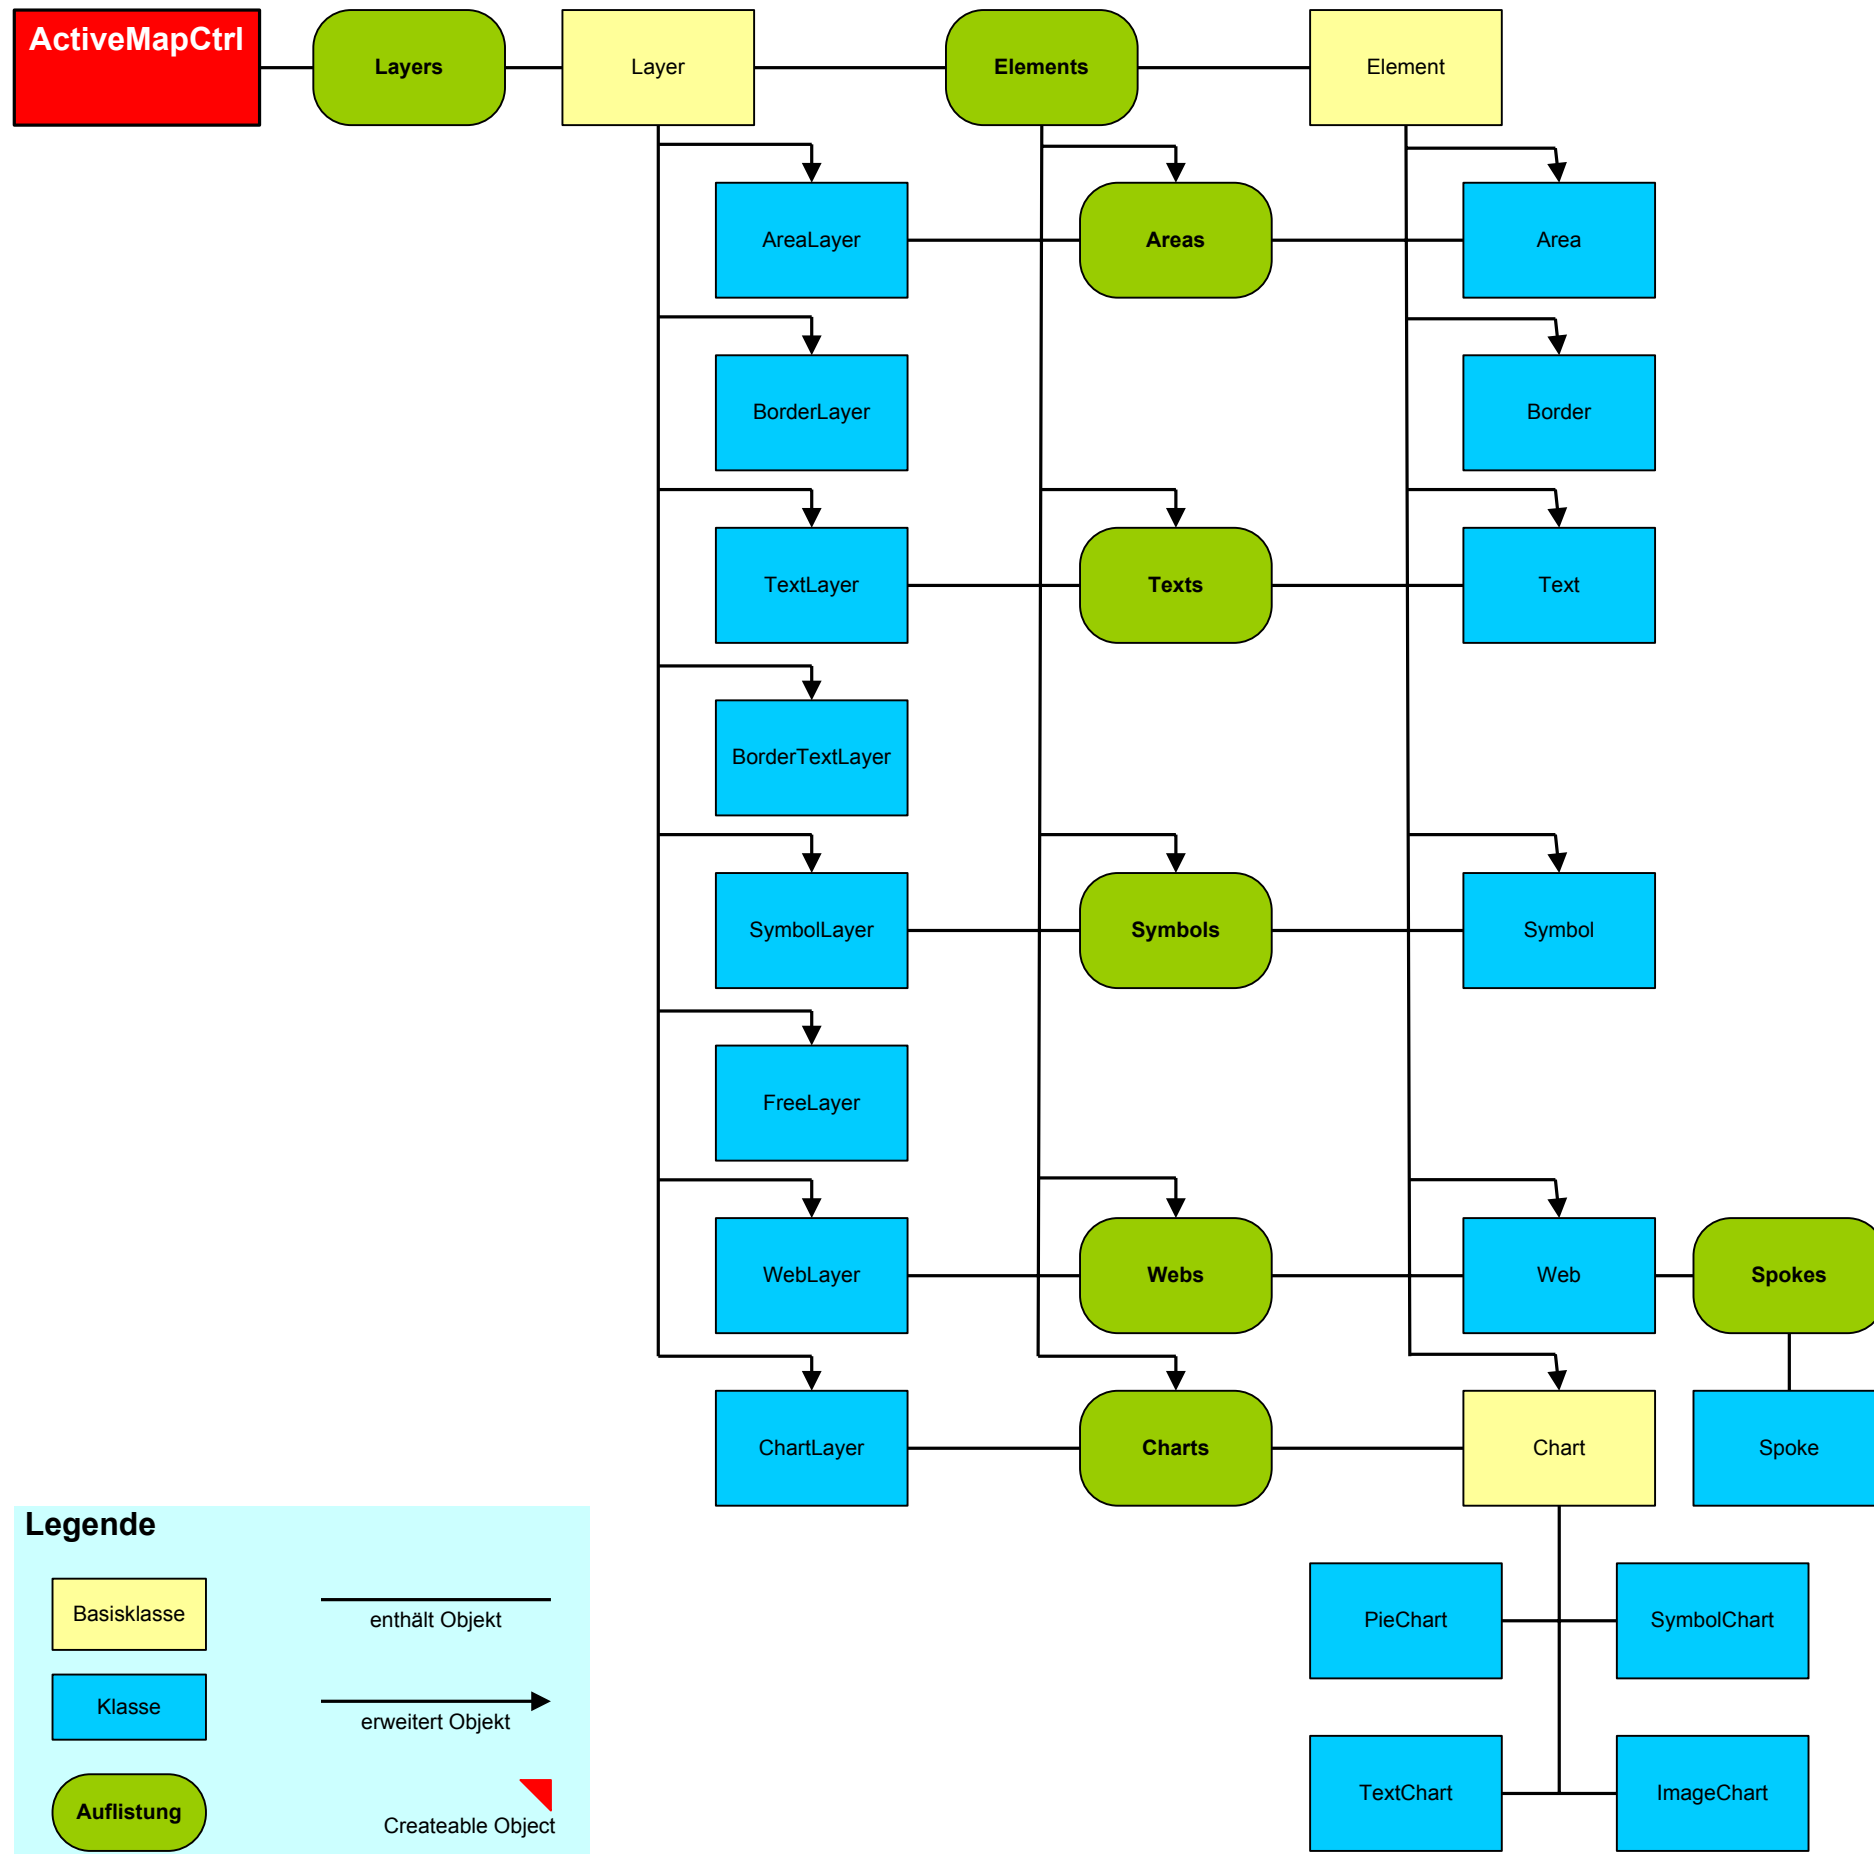 ActiveMapCtrl
Layers
Layer
Elements
Element
AreaLayer
Areas
Area
BorderLayer
Border
TextLayer
Texts
Text
BorderTextLayer
SymbolLayer
Symbols
Symbol
FreeLayer
WebLayer
Webs
Web
Spokes
ChartLayer
Charts
Chart
Spoke
Legende
Basisklasse
enthält Objekt
PieChart
SymbolChart
Klasse
erweitert Objekt
TextChart
ImageChart
Auflistung
Createable Object